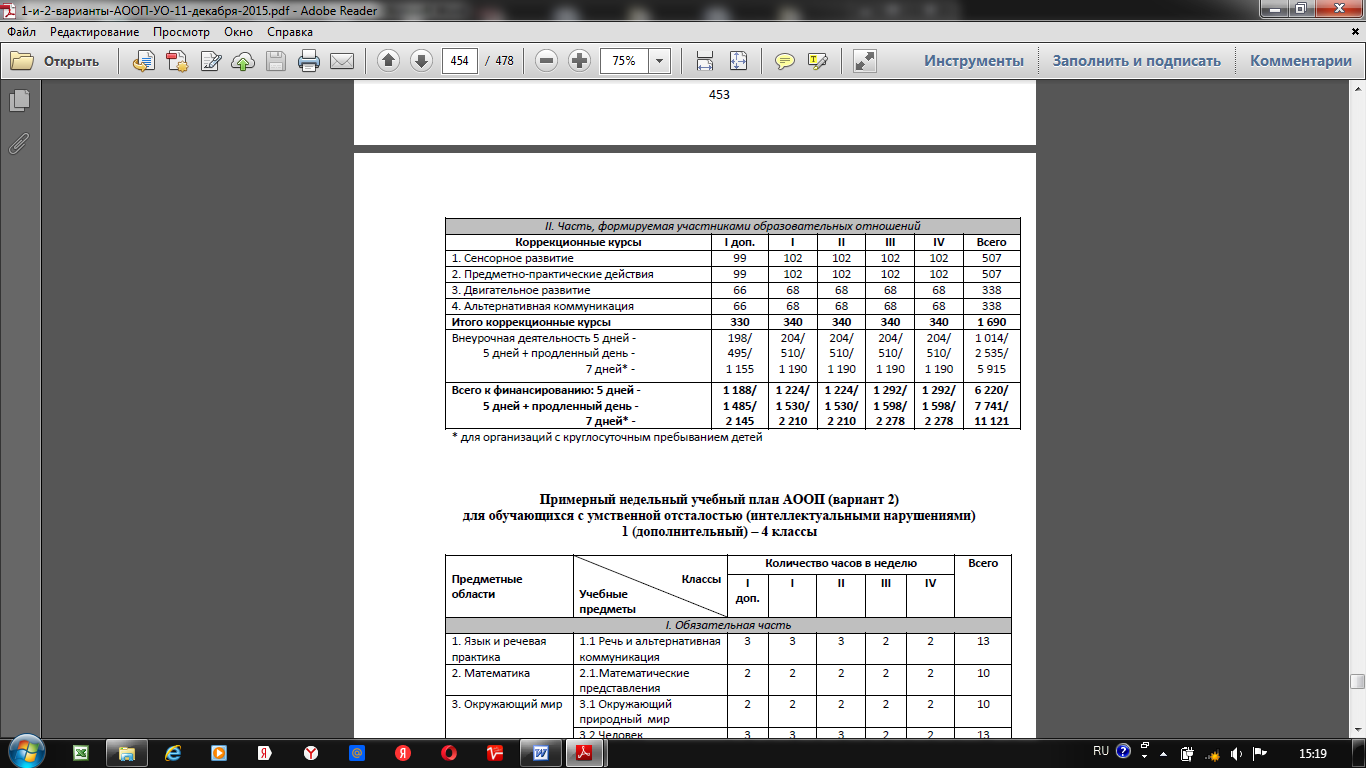 1-и-2-варианты-АООП-УО-11-декабря-2015.pdf - Adobe Reader
Файл Редактирование Просмотр Окно Справка
Открыть 454 / 478 75% Инструменты Заполнить и подписать Комментарии
453
II. Часть, формируемая участниками образовательных отношений
Коррекционные курсы I доп. I II III IV Всего
1. Сенсорное развитие 99 102 102 102 102 507
2. Предметно-практические действия 99 102 102 102 102 507
3. Двигательное развитие 66 68 68 68 68 338
4. Альтернативная коммуникация 66 68 68 68 68 338
Итого коррекционные курсы 330 340 340 340 340 1 690
Внеурочная деятельность 5 дней - 198/ 204/ 204/ 204/ 204/ 1 014/
5 дней + продленный день - 495/ 510/ 510/ 510/ 510/ 2 535/
7 дней* - 1 155 1 190 1 190 1 190 1 190 5 915
Всего к финансированию: 5 дней - 1 188/ 1 224/ 1 224/ 1 292/ 1 292/ 6 220/
5 дней + продленный день - 1 485/ 1 530/ 1 530/ 1 598/ 1 598/ 7 741/
7 дней* - 2 145 2 210 2 210 2 278 2 278 11 121
* для организаций с круглосуточным пребыванием детей
Примерный недельный учебный план АООП (вариант 2)
для обучающихся с умственной отсталостью (интеллектуальными нарушениями)
1 (дополнительный) – 4 классы
Предметные области Классы Учебные предметы Количество часов в неделю Всего
I доп. I II III IV
I. Обязательная часть
1. Язык и речевая 1.1 Речь и альтернативная 3 3 3 2 2 13
практика коммуникация
2. Математика 2.1.Математические 2 2 2 2 2 10
представления
3. Окружающий мир 3.1 Окружающий 2 2 2 2 2 10
природный мир
3.2 Человек 3 3 3 2 2 13
RU 15:19